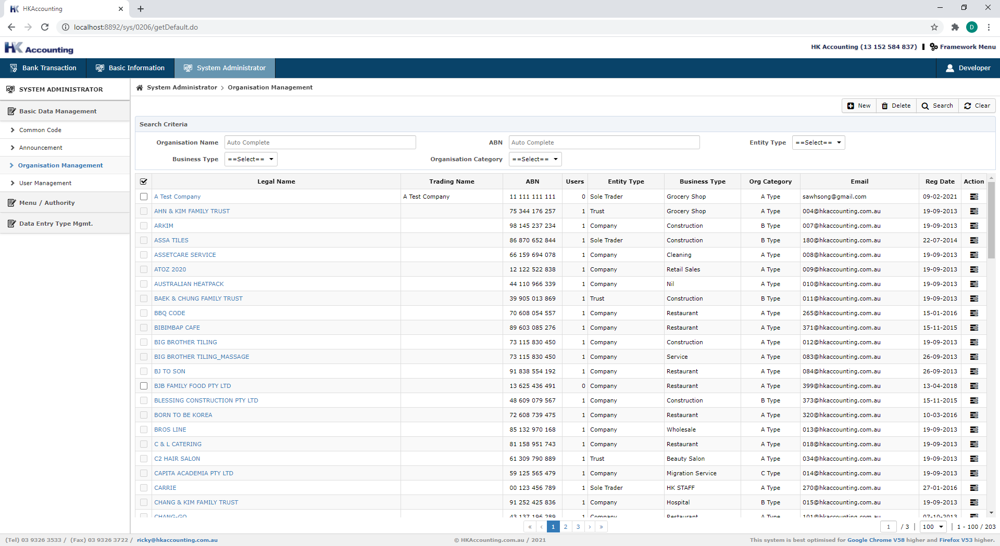 HKAccounting
localhost:8892/sys/0206/getDefault.do
D
HK Accounting
HK Accounting (13 152 584 837) Framework Menu
Bank Transaction Basic Information System Administrator Developer
SYSTEM ADMINISTRATOR
Basic Data Management
Common Code
Announcement
Organisation Management
User Management
Menu / Authority
Data Entry Type Mgmt.
System Administrator > Organisation Management
New Delete Search Clear
Search Criteria
Organisation Name Auto Complete ABN Auto Complete Entity Type ==Select==
Business Type ==Select== Organisation Category ==Select==
Legal Name Trading Name ABN Users Entity Type Business Type Org Category Email Reg Date Action
A Test Company A Test Company 11 111 111 111 0 Sole Trader Grocery Shop A Type sawhsong@gmail.com 09-02-2021
AHN & KIM FAMILY TRUST 75 344 176 257 1 Trust Grocery Shop A Type 004@hkaccounting.com.au 19-09-2013
ARKIM 98 145 237 234 1 Company Construction B Type 007@hkaccounting.com.au 19-09-2013
ASSA TILES 86 870 652 844 1 Sole Trader Construction B Type 180@hkaccounting.com.au 22-07-2014
ASSETCARE SERVICE 66 159 694 078 1 Company Cleaning A Type 008@hkaccounting.com.au 19-09-2013
ATOZ 2020 12 122 522 838 1 Company Retail Sales A Type 009@hkaccounting.com.au 19-09-2013
AUSTRALIAN HEATPACK 44 110 966 339 1 Company Nil A Type 010@hkaccounting.com.au 19-09-2013
BAEK & CHUNG FAMILY TRUST 39 905 013 869 1 Trust Construction B Type 011@hkaccounting.com.au 19-09-2013
BBQ CODE 70 608 054 557 1 Company Restaurant A Type 265@hkaccounting.com.au 15-01-2016
BIBIMBAP CAFE 89 603 085 276 1 Company Restaurant A Type 371@hkaccounting.com.au 15-11-2015
BIG BROTHER TILING 73 115 830 450 1 Company Construction A Type 012@hkaccounting.com.au 19-09-2013
BIG BROTHER TILING_MASSAGE 73 115 830 450 1 Company Service A Type 083@hkaccounting.com.au 26-09-2013
BJ TO SON 91 838 554 192 1 Company Restaurant A Type 084@hkaccounting.com.au 26-09-2013
BJB FAMILY FOOD PTY LTD 13 625 436 491 0 Company Restaurant A Type 399@hkaccounting.com.au 13-04-2018
BLESSING CONSTRUCTION PTY LTD 48 609 079 567 1 Company Construction B Type 373@hkaccounting.com.au 15-11-2015
BORN TO BE KOREA 72 608 739 475 1 Company Restaurant A Type 320@hkaccounting.com.au 10-03-2016
BROS LINE 85 132 970 168 1 Company Wholesale A Type 013@hkaccounting.com.au 19-09-2013
C & L CATERING 81 158 951 743 1 Company Restaurant A Type 018@hkaccounting.com.au 19-09-2013
C2 HAIR SALON 61 309 790 889 1 Trust Beauty Salon A Type 034@hkaccounting.com.au 19-09-2013
CAPITA ACADEMIA PTY LTD 59 125 565 479 1 Company Migration Service C Type 014@hkaccounting.com.au 19-09-2013
CARRIE 00 123 456 789 1 Sole Trader HK STAFF A Type 270@hkaccounting.com.au 27-01-2016
CHANG & KIM FAMILY TRUST 91 252 425 836 1 Company Hospital B Type 015@hkaccounting.com.au 19-09-2013
CHANG-GO 43 137 196 289 1 Company Restaurant A Type 101@hkaccounting.com.au 07-10-2013
« ‹ 1 2 3 › » 1 / 3 | 100 | 1 - 100 / 203
(Tel) 03 9326 3533 / (Fax) 03 9326 3722 / ricky@hkaccounting.com.au © HKAccounting.com.au / 2021 This system is best optimised for Google Chrome V58 higher and Firefox V53 higher.